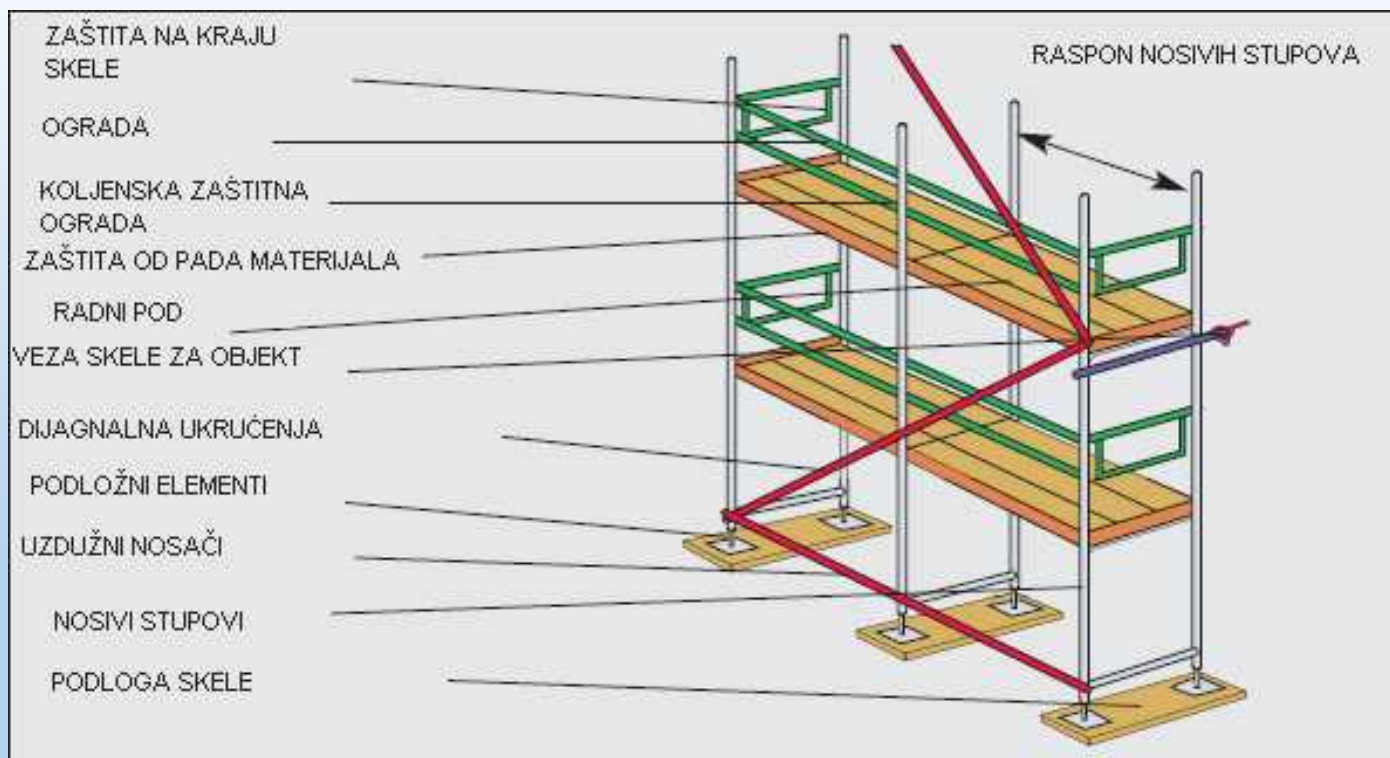 ZAŠTITA NA KRAJU
SKELE
RASPON NOSIVIH STUPOVA
OGRADA
KOLJENSKA ZAŠTITNA
OGRADA
ZAŠTITA OD PADA MATERIJALA
RADNI POD
VEZA SKELE ZA OBJEKT
DIJAGNALNA UKRUĆENJA
PODLOŽNI ELEMENTI
UZDUŽNI NOSAČI
NOSIVI STUPOVI
PODLOGA SKELE